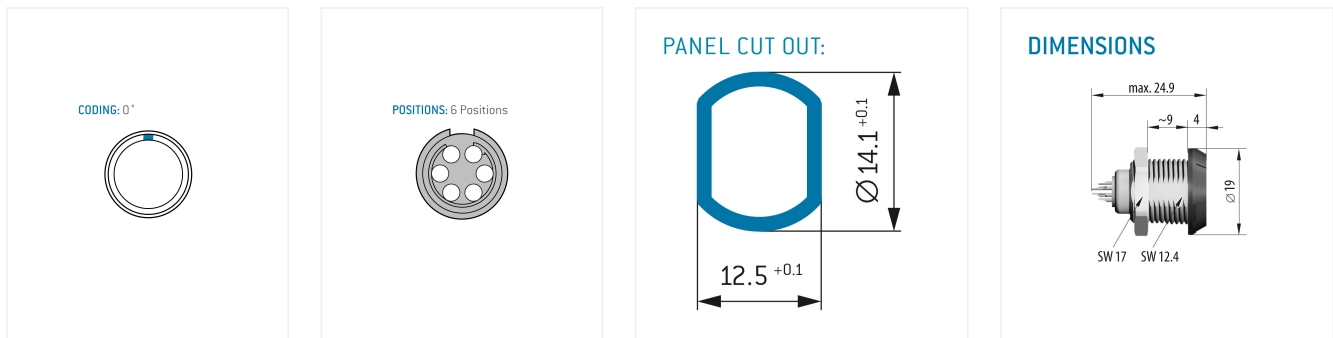 CODING: 0°
POSITIONS: 6 Positions
PANEL CUT OUT:
Ø14.1 +0.1
12.5 +0.1
DIMENSIONS
max. 24.9
~9
4
Ø19
SW 17
SW 12.4